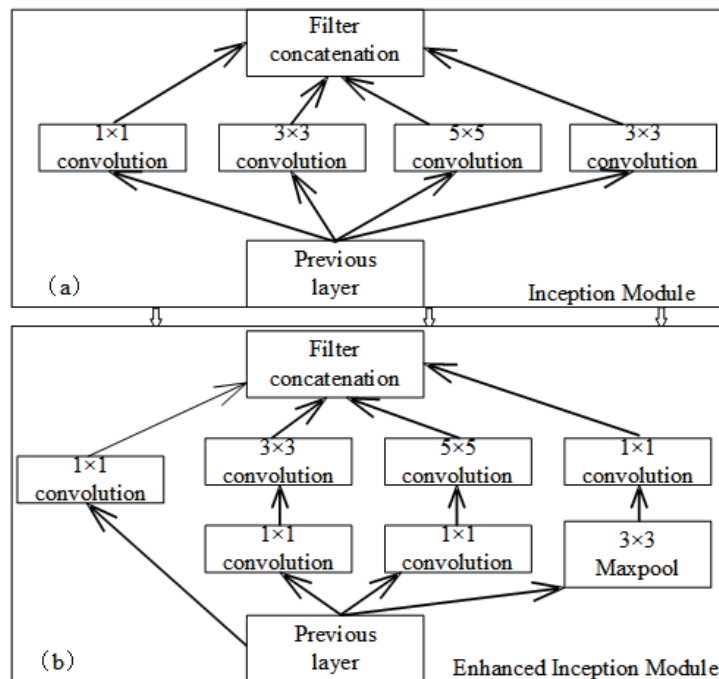 Filter
concatenation
1×1
convolution
3×3
convolution
5×5
convolution
3×3
convolution
Previous
layer
(a)
Inception Module
Filter
concatenation
1×1
convolution
3×3
convolution
5×5
convolution
1×1
convolution
1×1
convolution
1×1
convolution
3×3
Maxpool
Previous
layer
(b)
Enhanced Inception Module